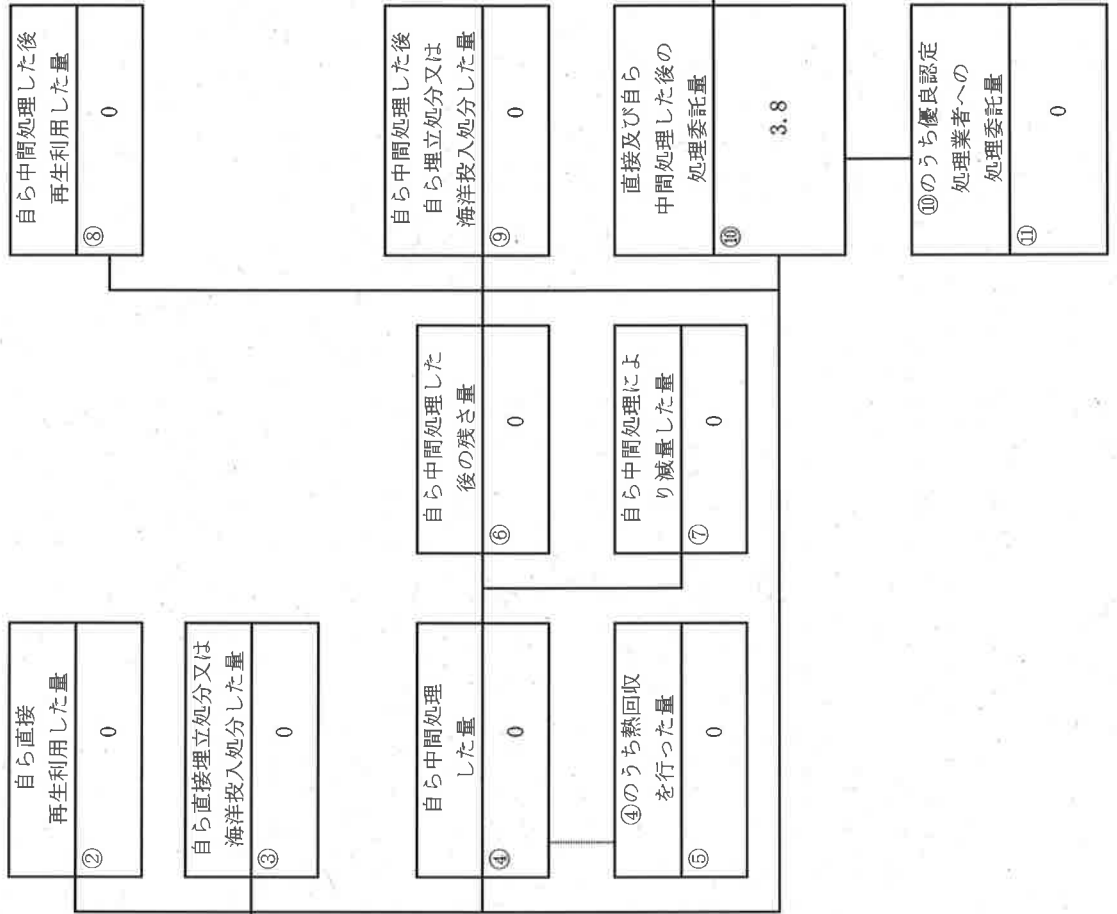 自ら直接
再生利用した量
②
0
自ら直接埋立処分又は
海洋投入処分した量
③
0
自ら中間処理
した量
④
0
④のうち熱回収
を行った量
⑤
0
自ら中間処理した
後の残さ量
⑥
0
自ら中間処理によ
り減量した量
⑦
0
自ら中間処理した後
再生利用した量
⑧
0
自ら中間処理した後
自ら埋立処分又は
海洋投入処分した量
⑨
0
直接及び自ら
中間処理した後の
処理委託量
⑩
3.8
⑩のうち優良認定
処理業者への
処理委託量
⑪
0